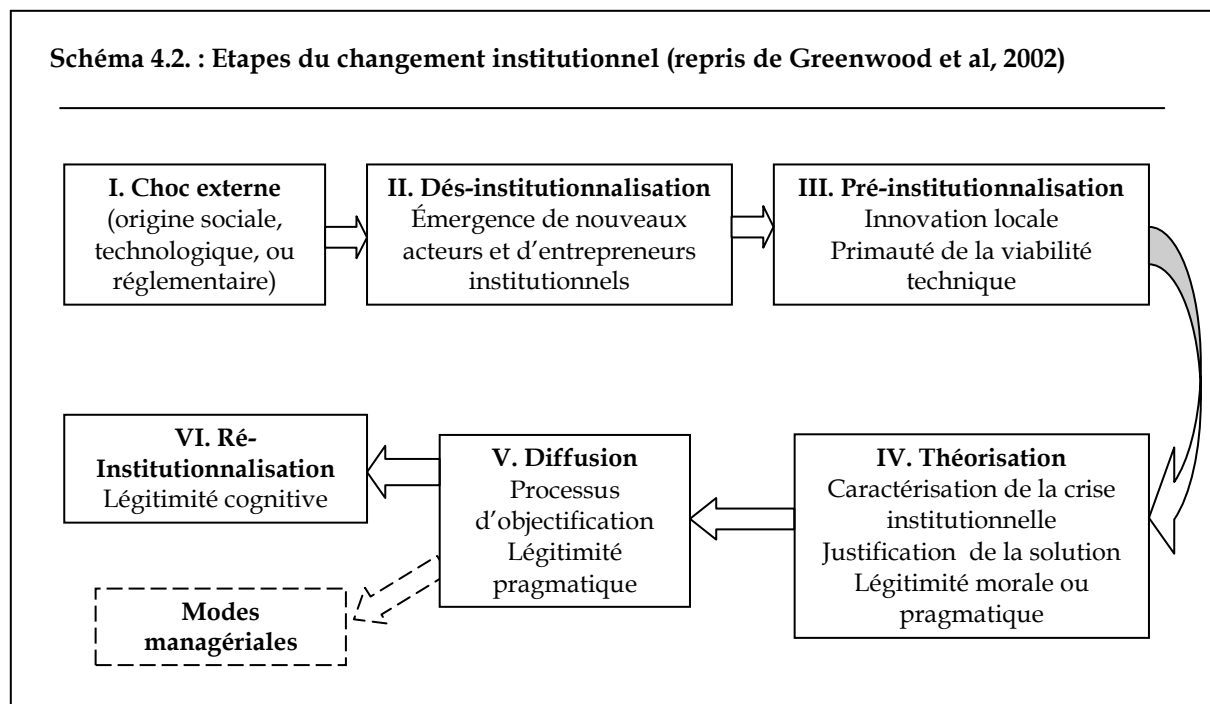 Schéma 4.2. : Etapes du changement institutionnel (repris de Greenwood et al, 2002)
I. Choc externe
(origine sociale,
technologique, ou
réglementaire)
II. Dés-institutionnalisation
Émergence de nouveaux
acteurs et d’entrepreneurs
institutionnels
III. Pré-institutionnalisation
Innovation locale
Primauté de la viabilité
technique
IV. Théorisation
Caractérisation de la crise
institutionnelle
Justification de la solution
Légitimité morale ou
pragmatique
V. Diffusion
Processus
d’objectification
Légitimité
pragmatique
VI. Ré-
Institutionnalisation
Légitimité cognitive
Modes
managériales